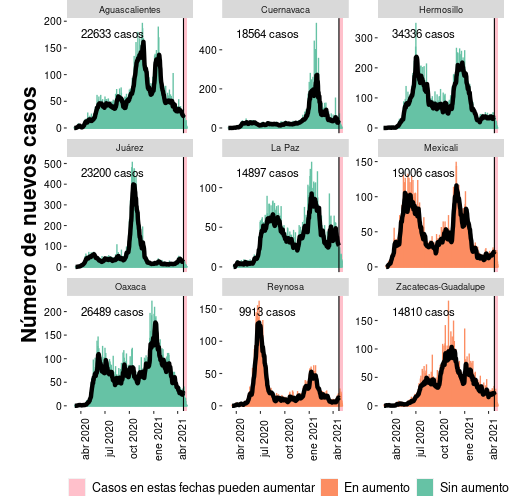 Número de nuevos casos
Aguascalientes
22633 casos
200
150
100
50
0
Cuernavaca
18564 casos
400
200
0
Hermosillo
34336 casos
300
200
100
0
Juárez
23200 casos
500
400
300
200
100
0
La Paz
14897 casos
100
50
0
Mexicali
19006 casos
150
100
50
0
Oaxaca
26489 casos
200
150
100
50
0
Reynosa
9913 casos
150
100
50
0
Zacatecas-Guadalupe
14810 casos
150
100
50
0
abr 2020
jul 2020
oct 2020
ene 2021
abr 2021
abr 2020
jul 2020
oct 2020
ene 2021
abr 2021
abr 2020
jul 2020
oct 2020
ene 2021
abr 2021
Casos en estas fechas pueden aumentar
En aumento
Sin aumento